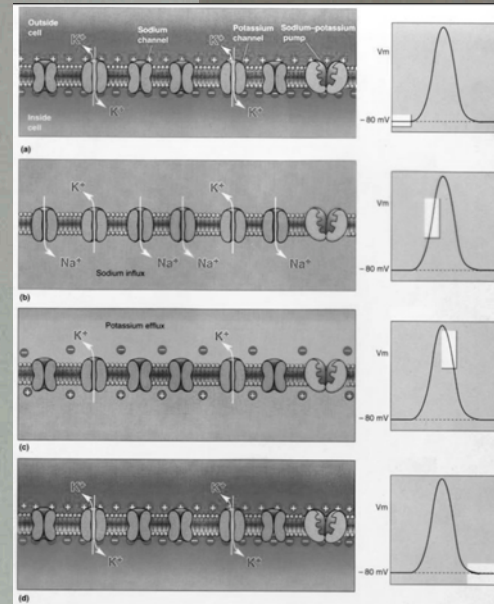 Outside cell
K⁺
Sodium channel
K⁺
Potassium channel
Sodium–potassium pump
K⁺
K⁺
Inside cell
Vm
−80 mV
(a)
K⁺
K⁺
Na⁺
Na⁺
Na⁺
Na⁺
Sodium influx
Vm
−80 mV
(b)
Potassium efflux
K⁺
K⁺
Vm
−80 mV
(c)
K⁺
K⁺
K⁺
K⁺
Vm
−80 mV
(d)